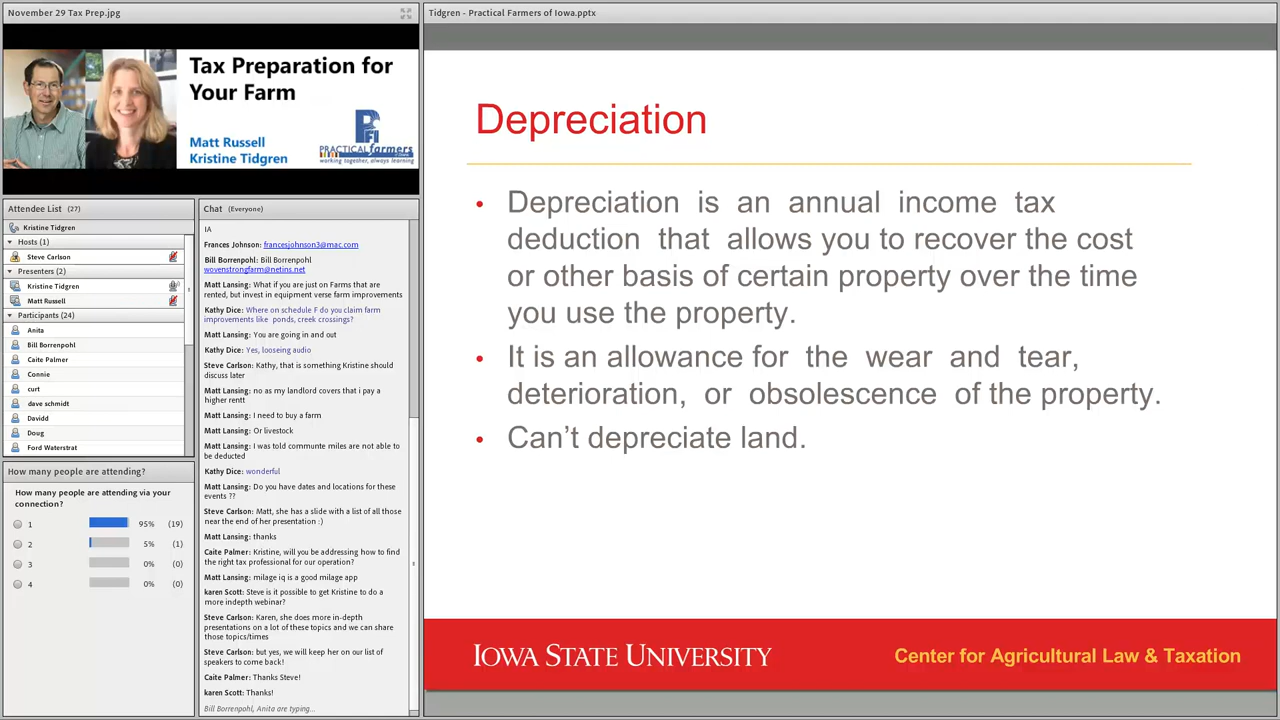 November 29 Tax Prep.jpg
Tax Preparation for
Your Farm
Matt Russell
Kristine Tidgren
PFI
PRACTICAL farmers
working together, always learning
Attendee List (27)
Kristine Tidgren
Hosts (1)
Steve Carlson
Presenters (2)
Kristine Tidgren
Matt Russell
Participants (24)
Anita
Bill Borrenpohl
Caite Palmer
Connie
curt
dave schmidt
Davidd
Doug
Ford Waterstrat
How many people are attending?
How many people are attending via your
connection?
1 95% (19)
2 5% (1)
3 0% (0)
4 0% (0)
Chat (Everyone)
IA
Frances Johnson: francesjohnson3@mac.com
Bill Borrenpohl: Bill Borrenpohl
wovenstrongfarm@netins.net
Matt Lansing: What if you are just on Farms that are
rented, but invest in equipment verse farm improvements
Kathy Dice: Where on schedule F do you claim farm
improvements like ponds, creek crossings?
Matt Lansing: You are going in and out
Kathy Dice: Yes, looseing audio
Steve Carlson: Kathy, that is something Kristine should
discuss later
Matt Lansing: no as my landlord covers that i pay a
higher rentt
Matt Lansing: I need to buy a farm
Matt Lansing: Or livestock
Matt Lansing: I was told communte miles are not able to
be deducted
Kathy Dice: wonderful
Matt Lansing: Do you have dates and locations for these
events ??
Steve Carlson: Matt, she has a slide with a list of all those
near the end of her presentation :)
Matt Lansing: thanks
Caite Palmer: Kristine, will you be addressing how to find
the right tax professional for our operation?
Matt Lansing: milage iq is a good milage app
karen Scott: Steve is it possible to get Kristine to do a
more indepth webinar?
Steve Carlson: Karen, she does more in-depth
presentations on a lot of these topics and we can share
those topics/times
Steve Carlson: but yes, we will keep her on our list of
speakers to come back!
Caite Palmer: Thanks Steve!
karen Scott: Thanks!
Bill Borrenpohl, Anita are typing...
Tidgren - Practical Farmers of Iowa.pptx
Depreciation
• Depreciation is an annual income tax
deduction that allows you to recover the cost
or other basis of certain property over the time
you use the property.
• It is an allowance for the wear and tear,
deterioration, or obsolescence of the property.
• Can't depreciate land.
IOWA STATE UNIVERSITY
Center for Agricultural Law & Taxation